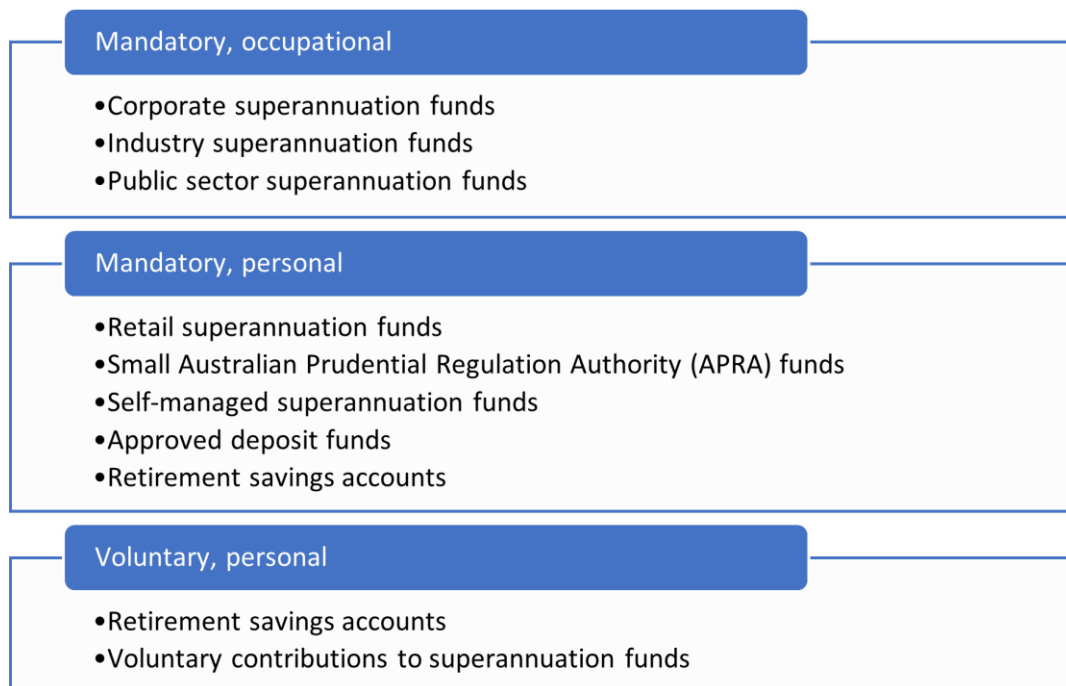 Mandatory, occupational
•Corporate superannuation funds
•Industry superannuation funds
•Public sector superannuation funds
Mandatory, personal
•Retail superannuation funds
•Small Australian Prudential Regulation Authority (APRA) funds
•Self-managed superannuation funds
•Approved deposit funds
•Retirement savings accounts
Voluntary, personal
•Retirement savings accounts
•Voluntary contributions to superannuation funds